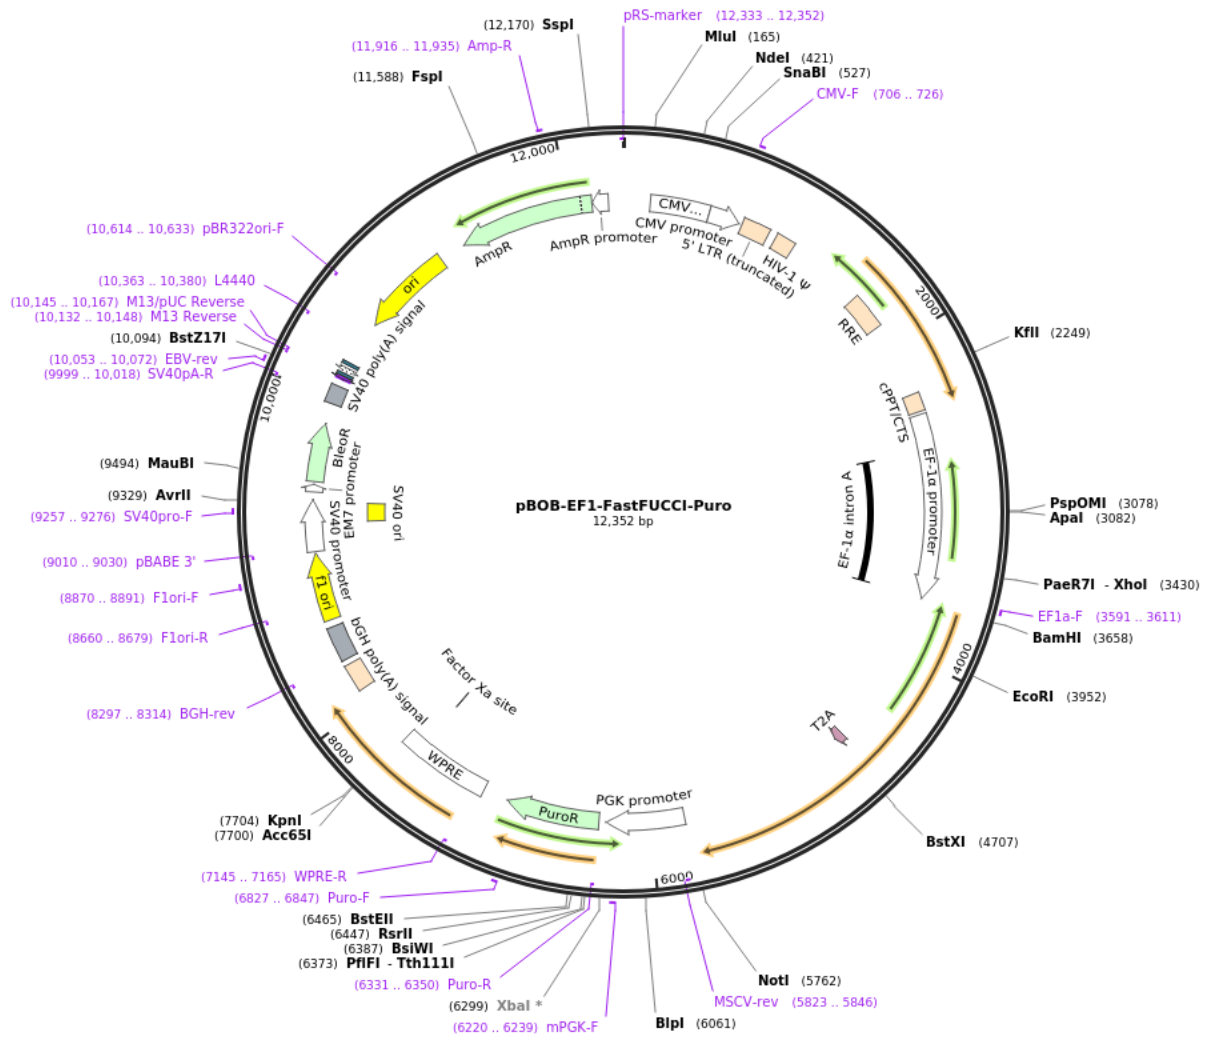 pRS-marker (12,333 .. 12,352)
(12,170) SspI
MluI (165)
(11,916 .. 11,935) Amp-R
NdeI (421)
(11,588) FspI
SnaBI (527)
CMV-F (706 .. 726)
12,000
CMV...
CMV promoter
5' LTR (truncated)
HIV-1 Ψ
AmpR promoter
AmpR
(10,614 .. 10,633) pBR322ori-F
ori
(10,363 .. 10,380) L4440
(10,145 .. 10,167) M13/pUC Reverse
(10,132 .. 10,148) M13 Reverse
(10,094) BstZ17I
(10,053 .. 10,072) EBV-rev
(9999 .. 10,018) SV40pA-R
SV40 poly(A) signal
10,000
2000
RRE
KflI (2249)
cPPT/CTS
EF-1α promoter
EF-1α intron A
BleoR
EM7 promoter
SV40 promoter
SV40 ori
(9494) MauBI
(9329) AvrII
(9257 .. 9276) SV40pro-F
pBOB-EF1-FastFUCCI-Puro
12,352 bp
PspOMI (3078)
ApaI (3082)
(9010 .. 9030) pBABE 3'
PaeR7I - XhoI (3430)
(8870 .. 8891) F1ori-F
f1 ori
EF1a-F (3591 .. 3611)
(8660 .. 8679) F1ori-R
BamHI (3658)
bGH poly(A) signal
Factor Xa site
4000
EcoRI (3952)
(8297 .. 8314) BGH-rev
T2A
8000
WPRE
PGK promoter
PuroR
(7704) KpnI
(7700) Acc65I
BstXI (4707)
(7145 .. 7165) WPRE-R
6000
(6827 .. 6847) Puro-F
(6465) BstEII
(6447) RsrII
(6387) BsiWI
(6373) PflFI - Tth111I
(6331 .. 6350) Puro-R
NotI (5762)
(6299) XbaI *
MSCV-rev (5823 .. 5846)
(6220 .. 6239) mPGK-F
BlpI (6061)